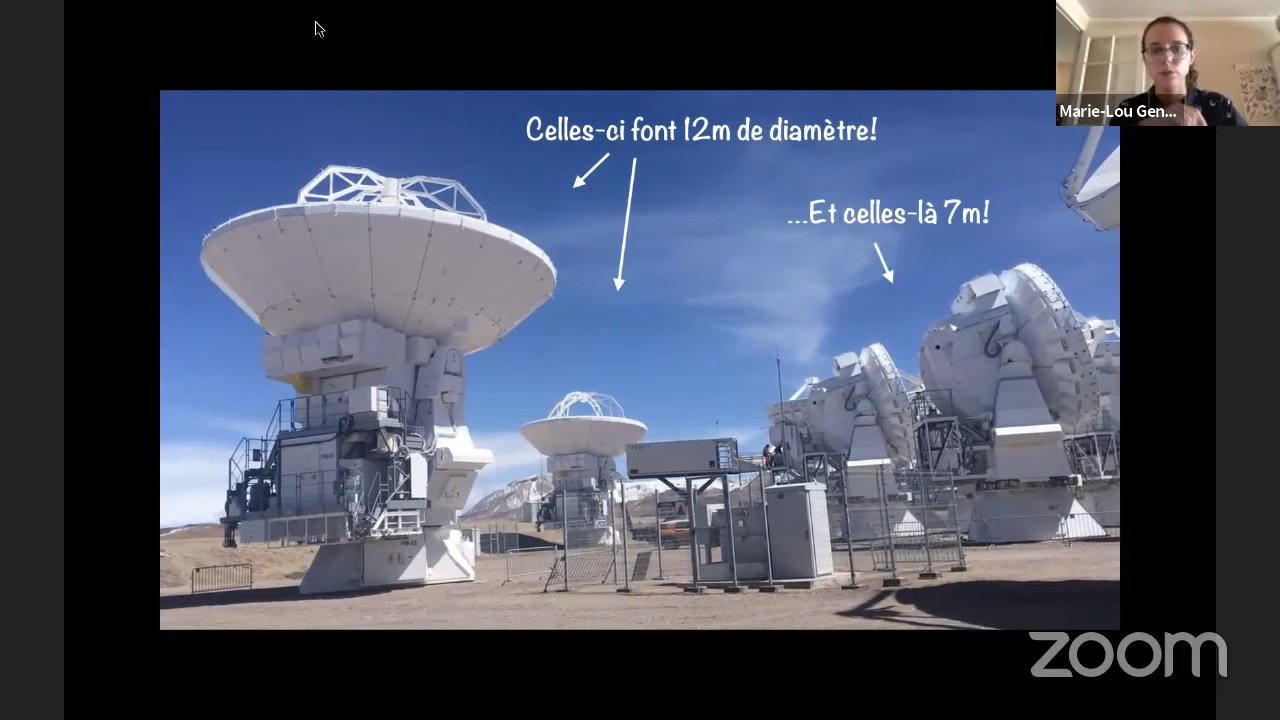 Marie-Lou Gen...
Celles-ci font 12m de diamètre!
...Et celles-là 7m!
zoom